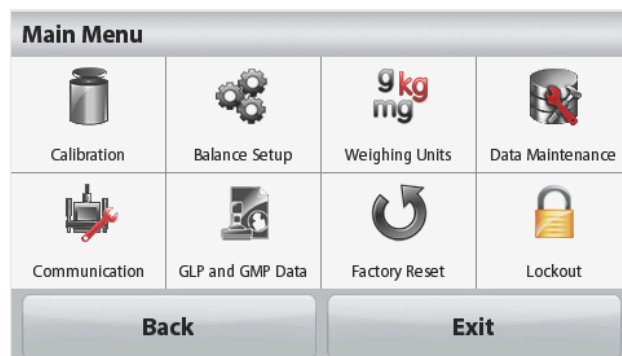 Main Menu
g kg
mg
Calibration
Balance Setup
Weighing Units
Data Maintenance
Communication
GLP and GMP Data
Factory Reset
Lockout
Back
Exit